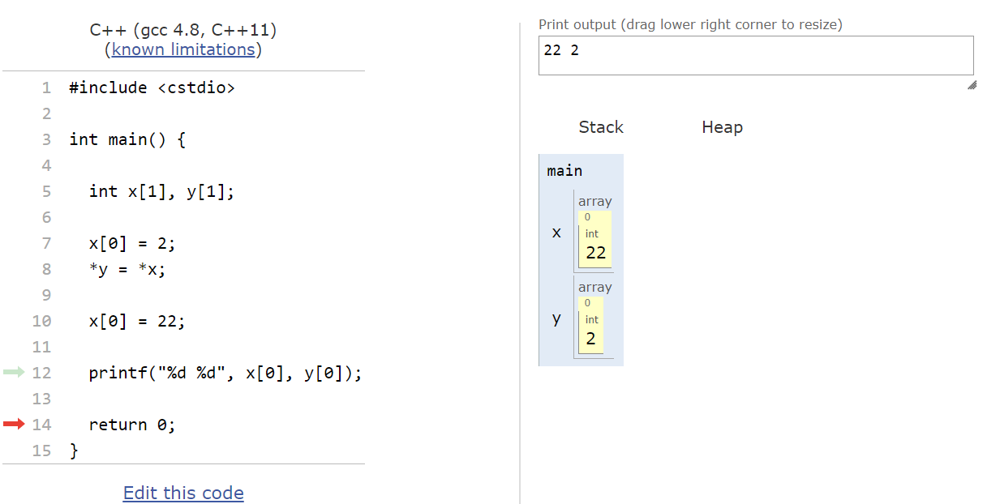 C++ (gcc 4.8, C++11)
(known limitations)
1 #include <cstdio>
2
3 int main() {
4
5 int x[1], y[1];
6
7 x[0] = 2;
8 *y = *x;
9
10 x[0] = 22;
11
12 printf("%d %d", x[0], y[0]);
13
14 return 0;
15 }
Edit this code
Print output (drag lower right corner to resize)
22 2
Stack Heap
main
array
0
int
x
22
array
0
int
y
2